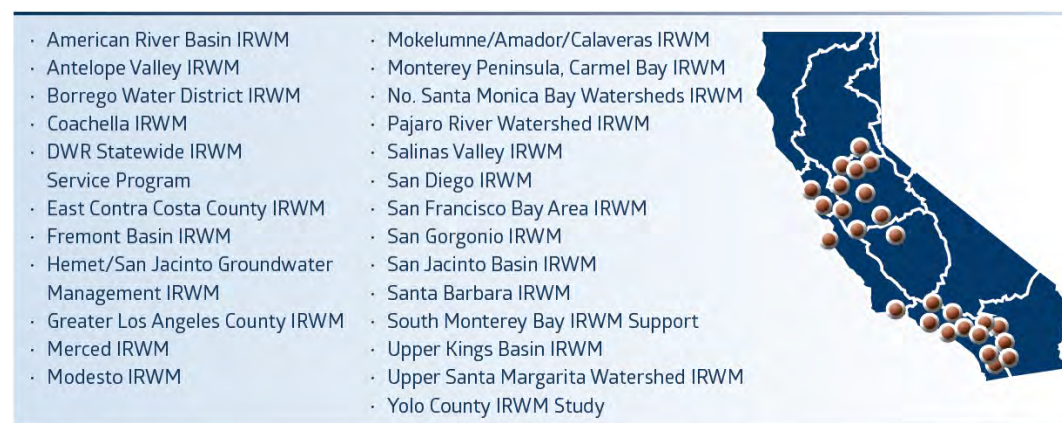 · American River Basin IRWM
· Antelope Valley IRWM
· Borrego Water District IRWM
· Coachella IRWM
· DWR Statewide IRWM
Service Program
· East Contra Costa County IRWM
· Fremont Basin IRWM
· Hemet/San Jacinto Groundwater
Management IRWM
· Greater Los Angeles County IRWM
· Merced IRWM
· Modesto IRWM
· Mokelumne/Amador/Calaveras IRWM
· Monterey Peninsula, Carmel Bay IRWM
· No. Santa Monica Bay Watersheds IRWM
· Pajaro River Watershed IRWM
· Salinas Valley IRWM
· San Diego IRWM
· San Francisco Bay Area IRWM
· San Gorgonio IRWM
· San Jacinto Basin IRWM
· Santa Barbara IRWM
· South Monterey Bay IRWM Support
· Upper Kings Basin IRWM
· Upper Santa Margarita Watershed IRWM
· Yolo County IRWM Study